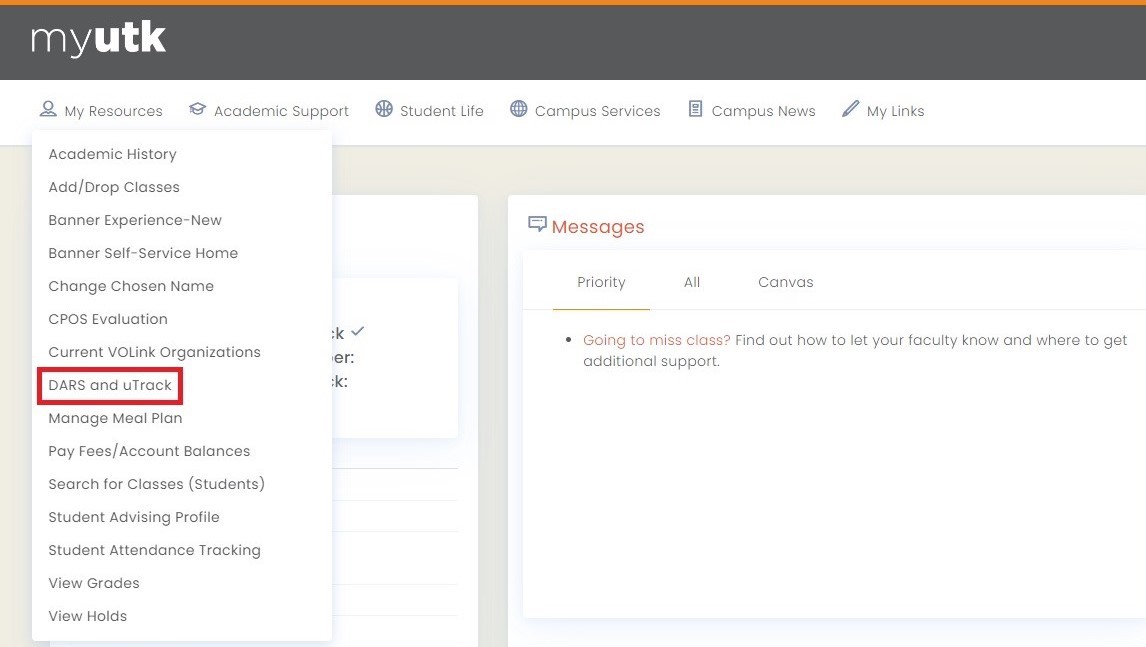 myutk
My Resources
Academic Support
Student Life
Campus Services
Campus News
My Links
Academic History
Add/Drop Classes
Banner Experience-New
Banner Self-Service Home
Change Chosen Name
CPOS Evaluation
Current VOLink Organizations
DARS and uTrack
Manage Meal Plan
Pay Fees/Account Balances
Search for Classes (Students)
Student Advising Profile
Student Attendance Tracking
View Grades
View Holds
Messages
Priority
All
Canvas
Going to miss class? Find out how to let your faculty know and where to get
additional support.